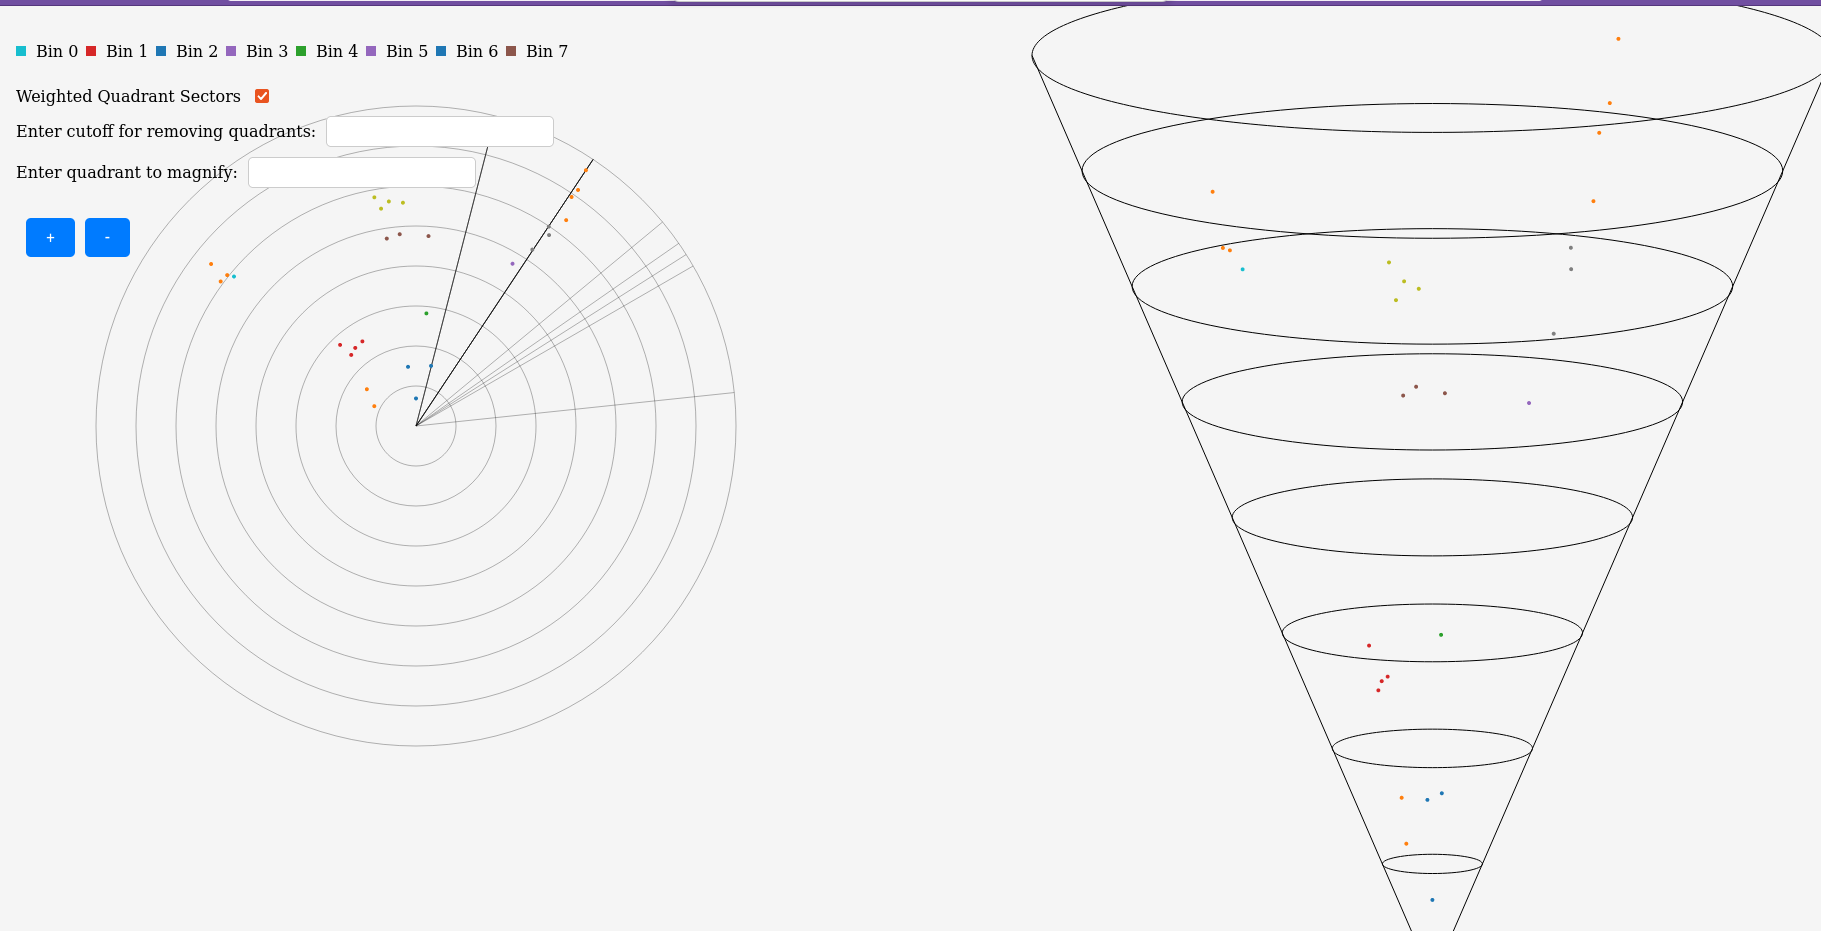 Bin 0 Bin 1 Bin 2 Bin 3 Bin 4 Bin 5 Bin 6 Bin 7
Weighted Quadrant Sectors
Enter cutoff for removing quadrants:
Enter quadrant to magnify:
+ -